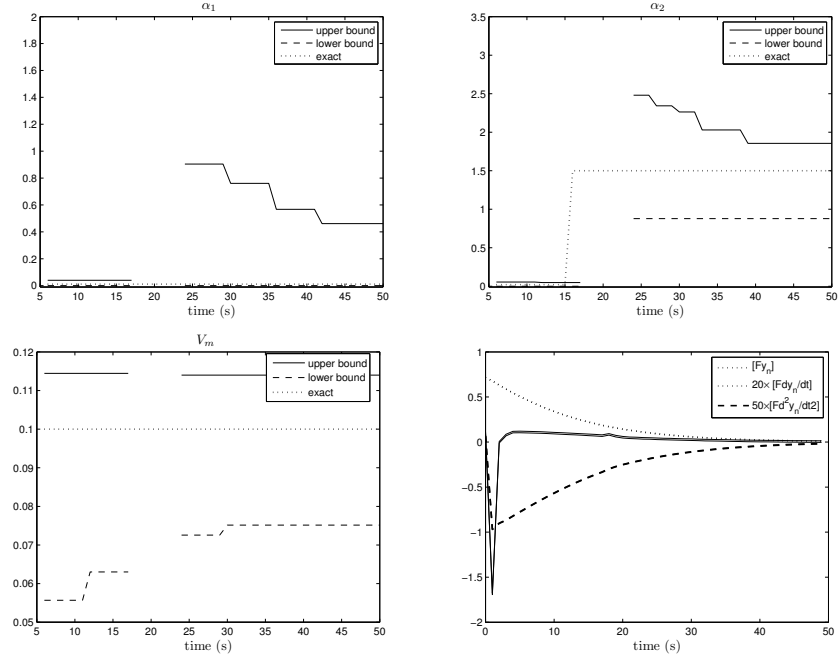 α₁
2
1.8
1.6
1.4
1.2
1
0.8
0.6
0.4
0.2
0
5 10 15 20 25 30 35 40 45 50
time (s)
upper bound
lower bound
exact
α₂
3.5
3
2.5
2
1.5
1
0.5
0
5 10 15 20 25 30 35 40 45 50
time (s)
upper bound
lower bound
exact
Vₘ
0.12
0.11
0.1
0.09
0.08
0.07
0.06
0.05
5 10 15 20 25 30 35 40 45 50
time (s)
upper bound
lower bound
exact
1
0.5
0
−0.5
−1
−1.5
−2
0 10 20 30 40 50
time (s)
[Fyₙ]
20× [Fdyₙ/dt]
50×[Fd²yₙ/dt2]